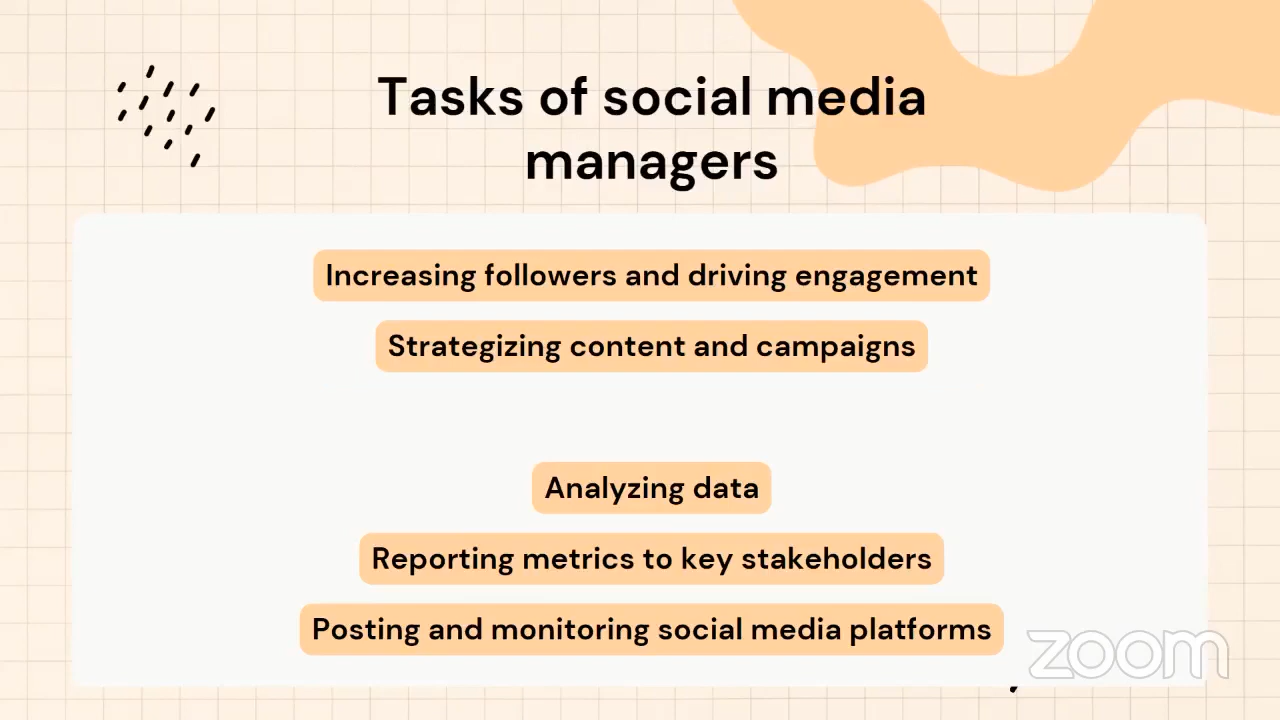 Tasks of social media
managers
Increasing followers and driving engagement
Strategizing content and campaigns
Analyzing data
Reporting metrics to key stakeholders
Posting and monitoring social media platforms
zoom